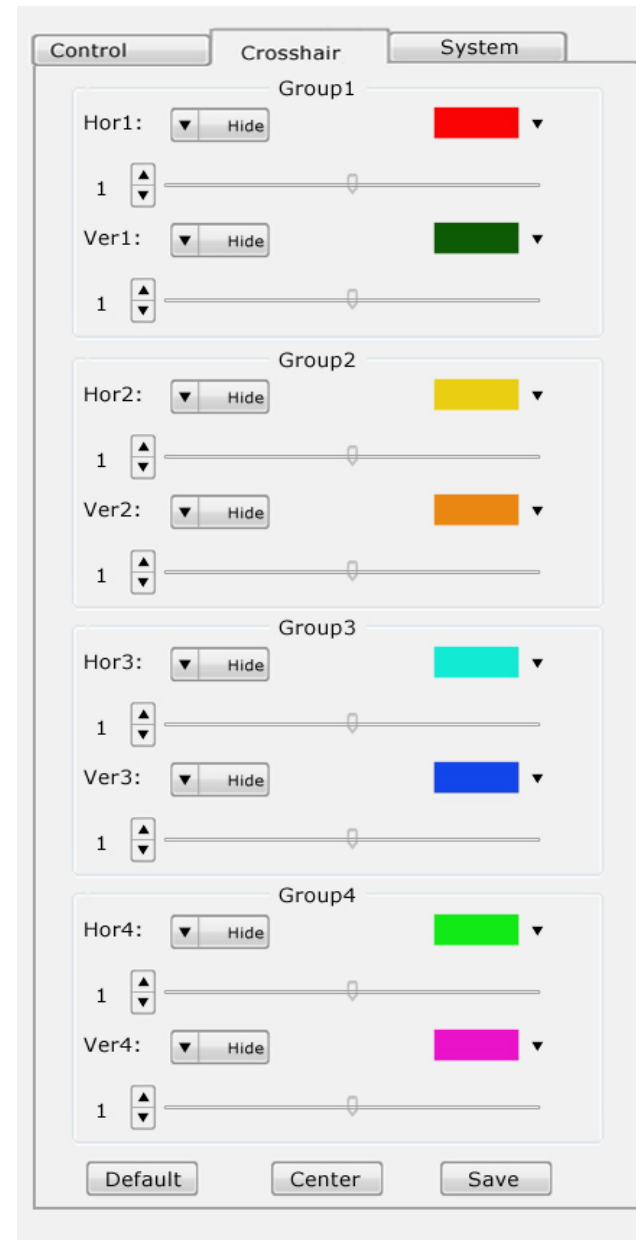 Control Crosshair System
Group1
Hor1: Hide
1
Ver1: Hide
1
Group2
Hor2: Hide
1
Ver2: Hide
1
Group3
Hor3: Hide
1
Ver3: Hide
1
Group4
Hor4: Hide
1
Ver4: Hide
1
Default Center Save